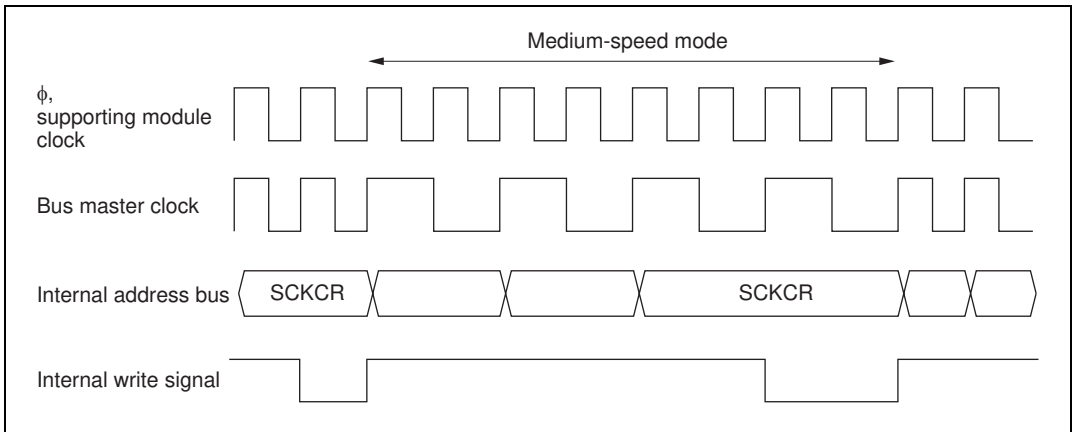 Medium-speed mode
ϕ,
supporting module
clock
Bus master clock
Internal address bus
SCKCR
SCKCR
Internal write signal